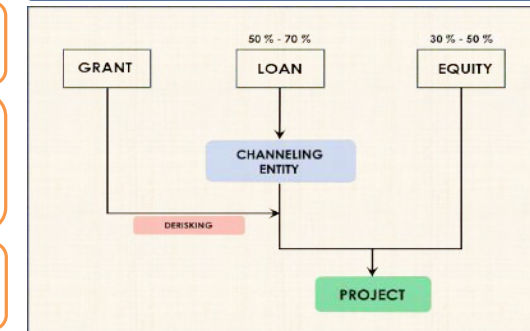 50 % - 70 %
30 % - 50 %
GRANT
LOAN
EQUITY
CHANNELING
ENTITY
DERISKING
PROJECT